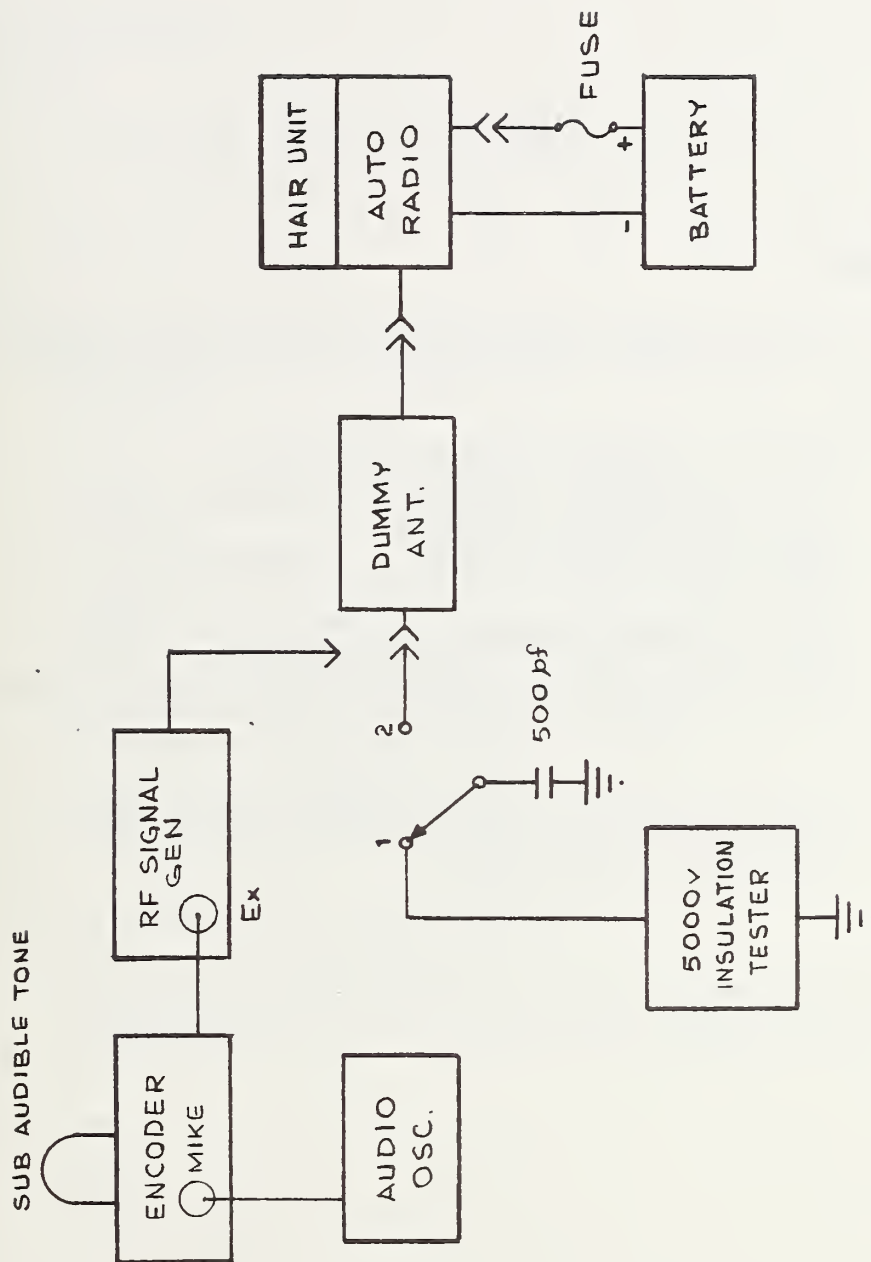 SUB AUDIBLE TONE
ENCODER
MIKE
AUDIO
OSC.
RF SIGNAL
GEN
Ex
5000v
INSULATION
TESTER
1
2
500 pf
DUMMY
ANT.
HAIR UNIT
AUTO
RADIO
-
+
FUSE
BATTERY